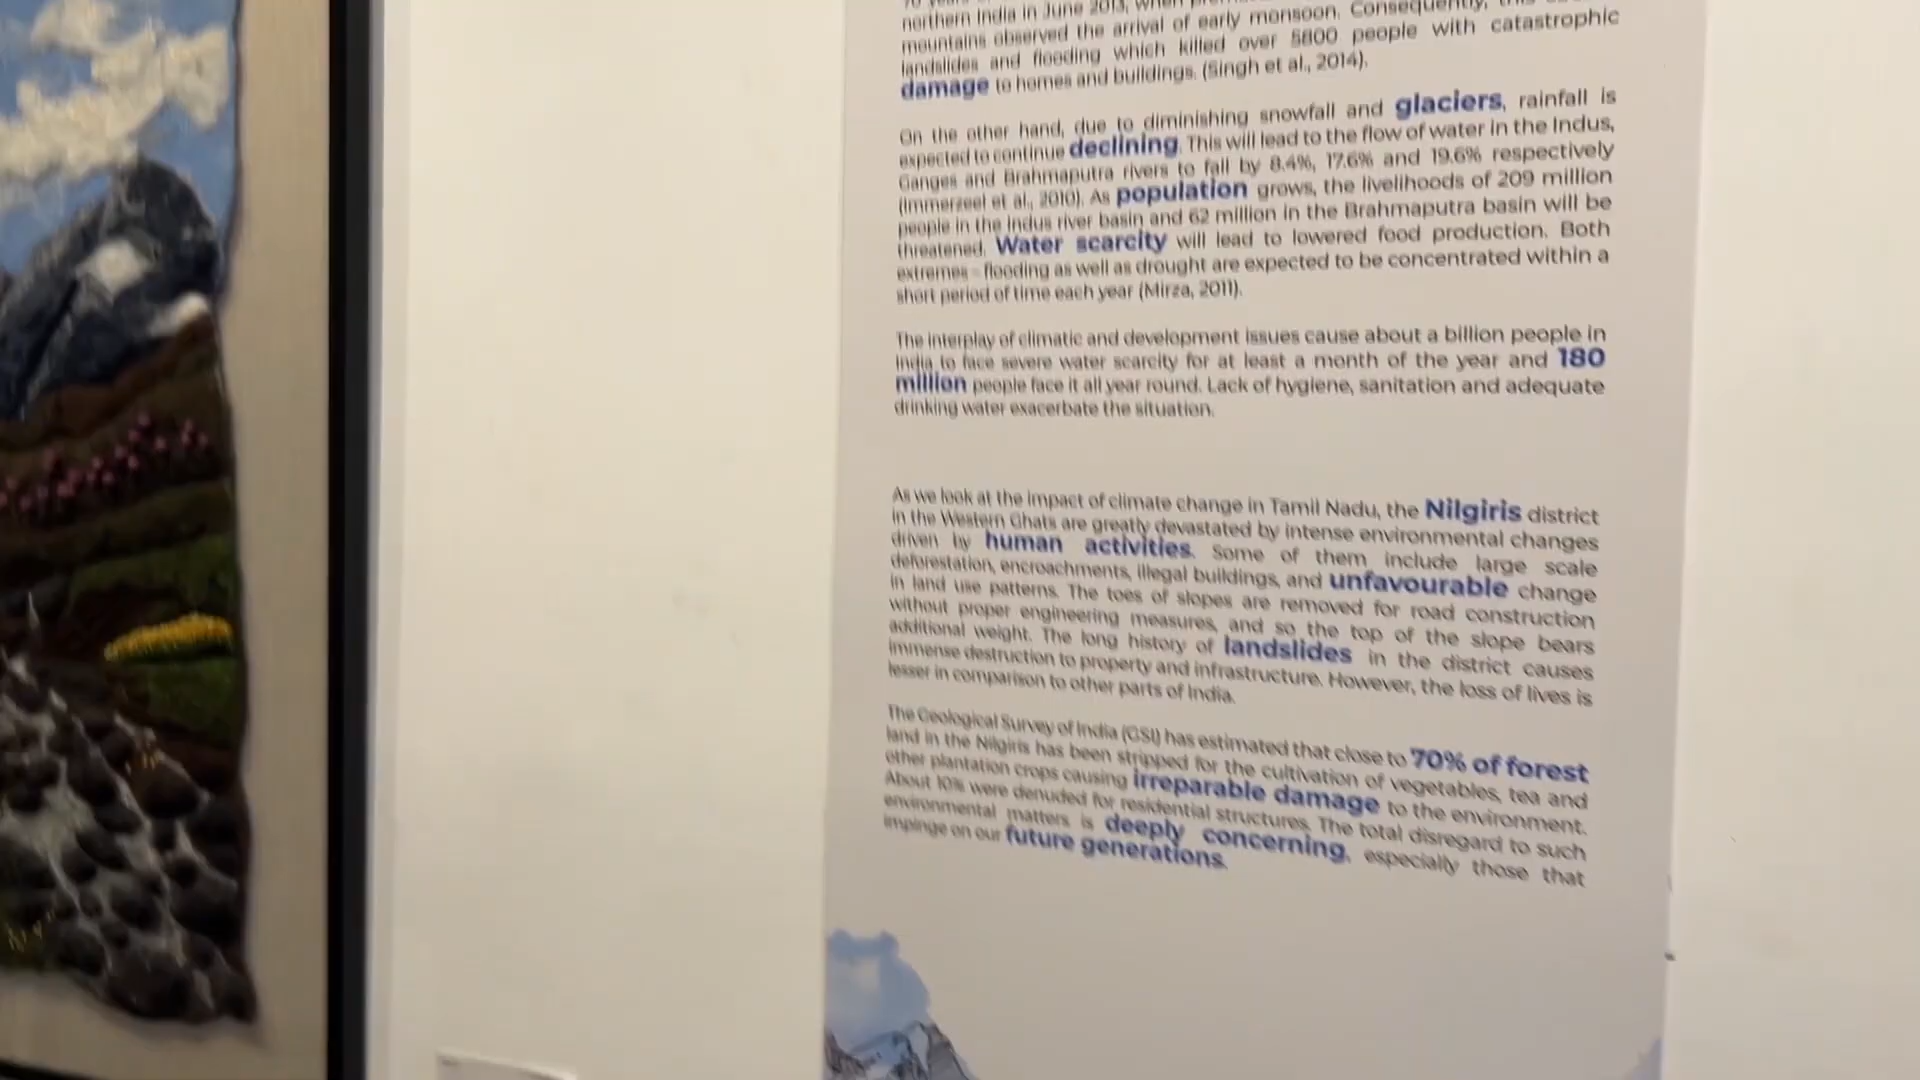 northern India in June 2013, when
mountains observed the arrival of early monsoon. Consequently, this
landslides and flooding which killed over 5800 people with catastrophic
damage to homes and buildings. (Singh et al., 2014).
On the other hand, due to diminishing snowfall and glaciers, rainfall is
expected to continue declining. This will lead to the flow of water in the Indus,
Ganges and Brahmaputra rivers to fall by 8.4%, 17.6% and 19.6% respectively
(Immerzeel et al., 2010). As population grows, the livelihoods of 209 million
people in the Indus river basin and 62 million in the Brahmaputra basin will be
threatened. Water scarcity will lead to lowered food production. Both
extremes - flooding as well as drought are expected to be concentrated within a
short period of time each year (Mirza, 2011).
The interplay of climatic and development issues cause about a billion people in
India to face severe water scarcity for at least a month of the year and 180
million people face it all year round. Lack of hygiene, sanitation and adequate
drinking water exacerbate the situation.
As we look at the impact of climate change in Tamil Nadu, the Nilgiris district
in the Western Ghats are greatly devastated by intense environmental changes
driven by human activities. Some of them include large scale
deforestation, encroachments, illegal buildings, and unfavourable change
in land use patterns. The toes of slopes are removed for road construction
without proper engineering measures, and so the top of the slope bears
additional weight. The long history of landslides in the district causes
immense destruction to property and infrastructure. However, the loss of lives is
lesser in comparison to other parts of India.
The Geological Survey of India (GSI) has estimated that close to 70% of forest
land in the Nilgiris has been stripped for the cultivation of vegetables, tea and
other plantation crops causing irreparable damage to the environment.
About 10% were denuded for residential structures. The total disregard to such
environmental matters is deeply concerning, especially those that
impinge on our future generations.